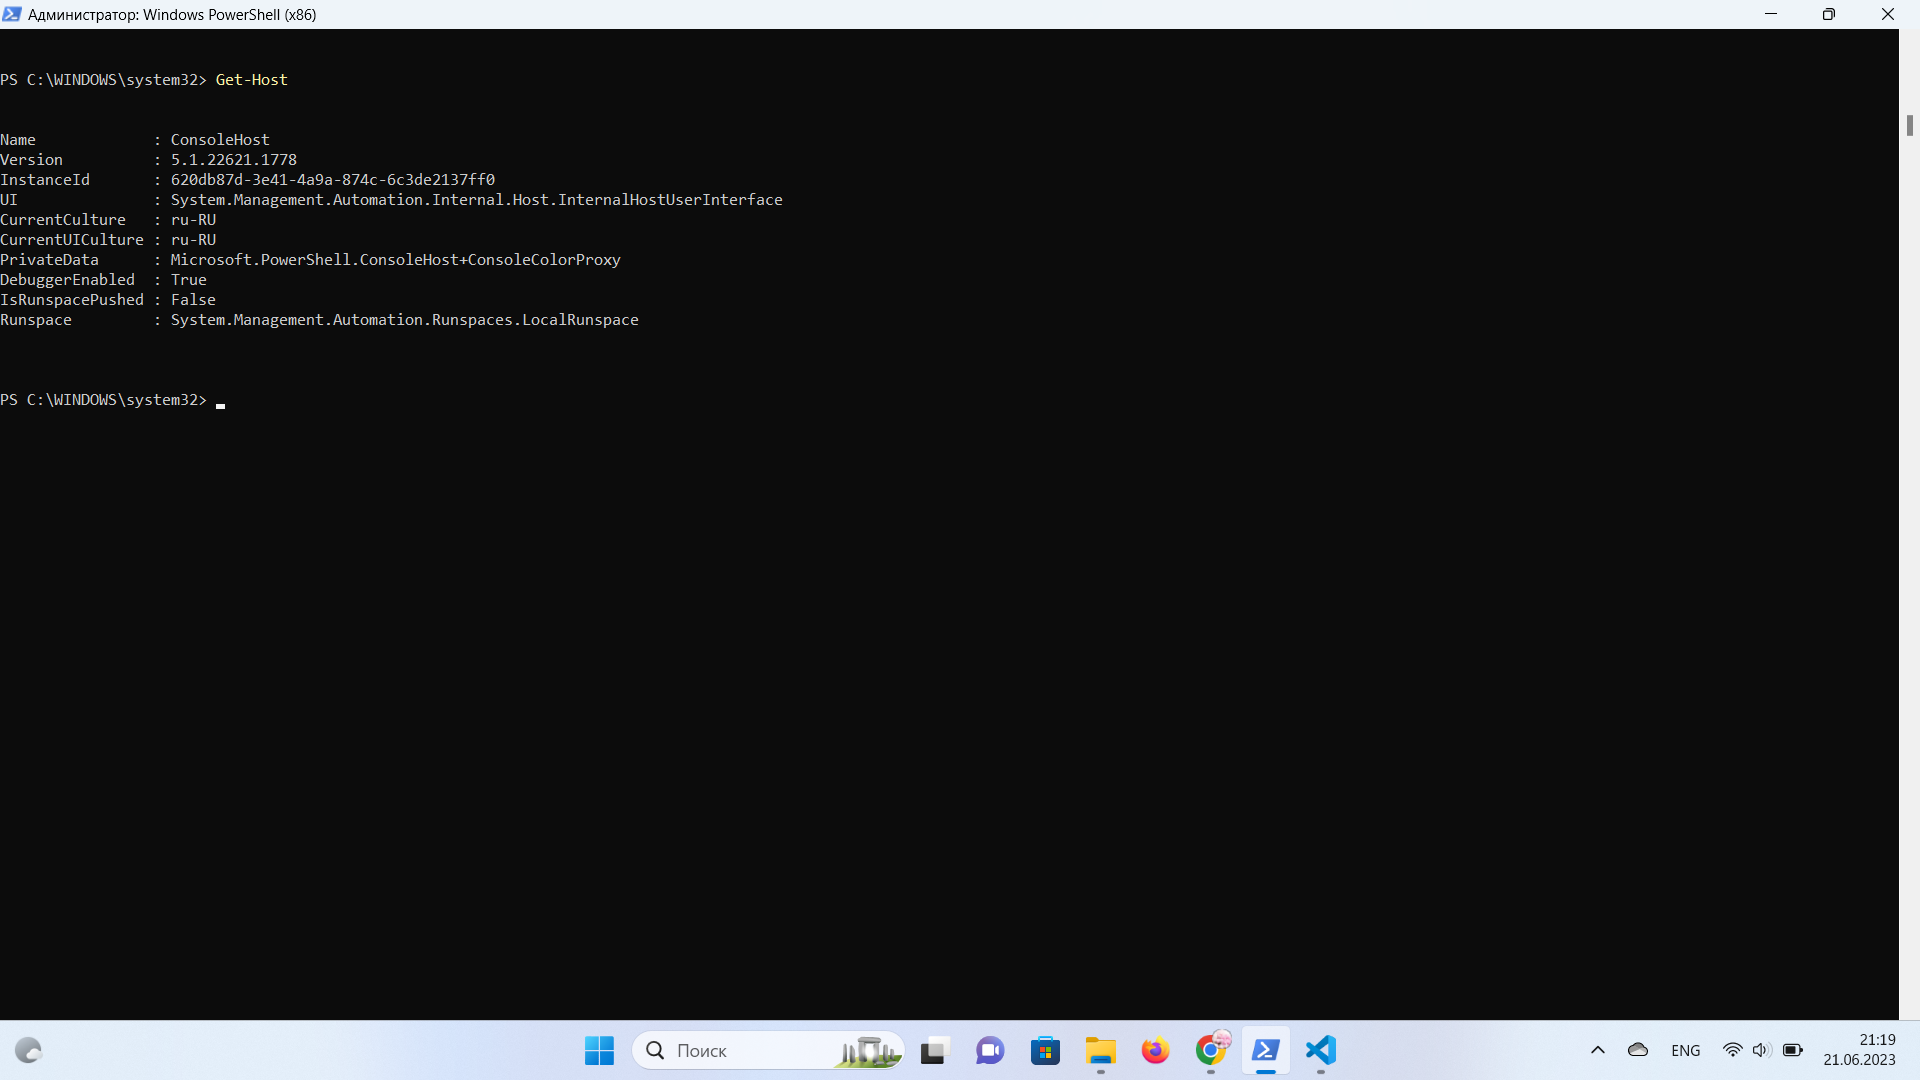 Администратор: Windows PowerShell (x86)
PS C:\WINDOWS\system32> Get-Host
Name             : ConsoleHost
Version          : 5.1.22621.1778
InstanceId       : 620db87d-3e41-4a9a-874c-6c3de2137ff0
UI               : System.Management.Automation.Internal.Host.InternalHostUserInterface
CurrentCulture   : ru-RU
CurrentUICulture : ru-RU
PrivateData      : Microsoft.PowerShell.ConsoleHost+ConsoleColorProxy
DebuggerEnabled  : True
IsRunspacePushed : False
Runspace         : System.Management.Automation.Runspaces.LocalRunspace
PS C:\WINDOWS\system32>
Поиск
ENG
21:19
21.06.2023